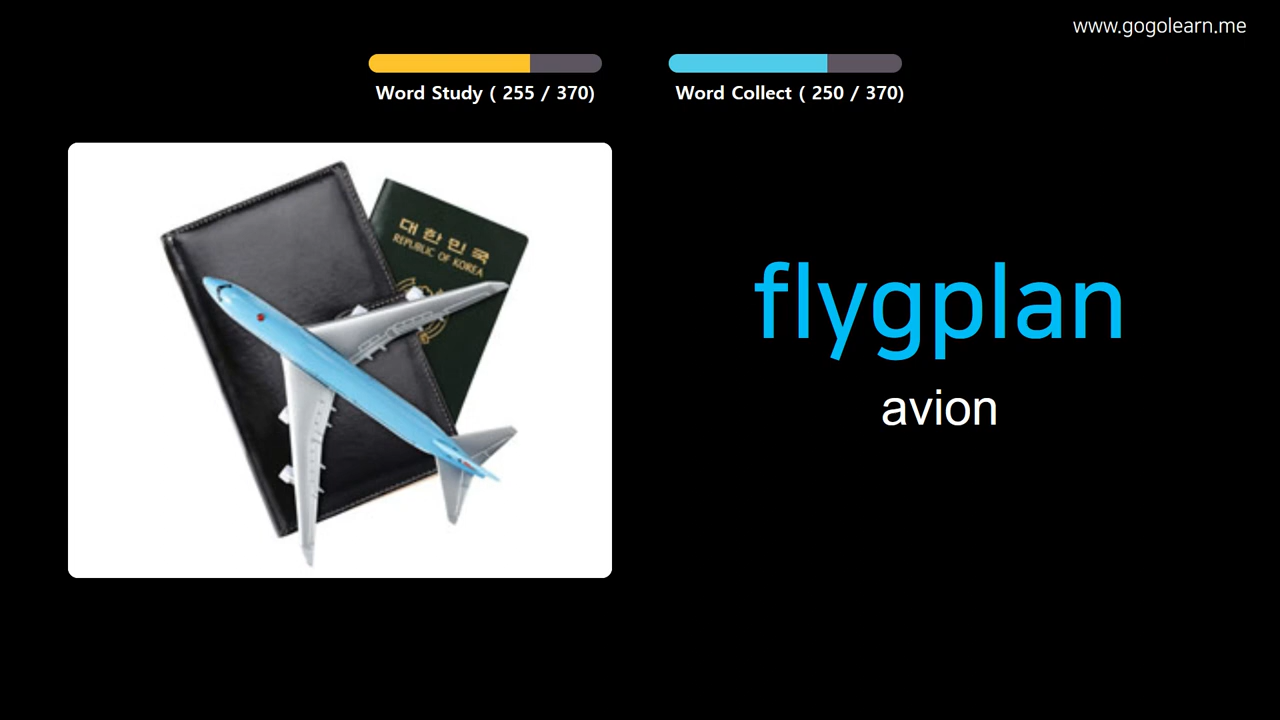 www.gogolearn.me
Word Study ( 255 / 370)
Word Collect ( 250 / 370)
대한민국
REPUBLIC OF KOREA
flygplan
avion